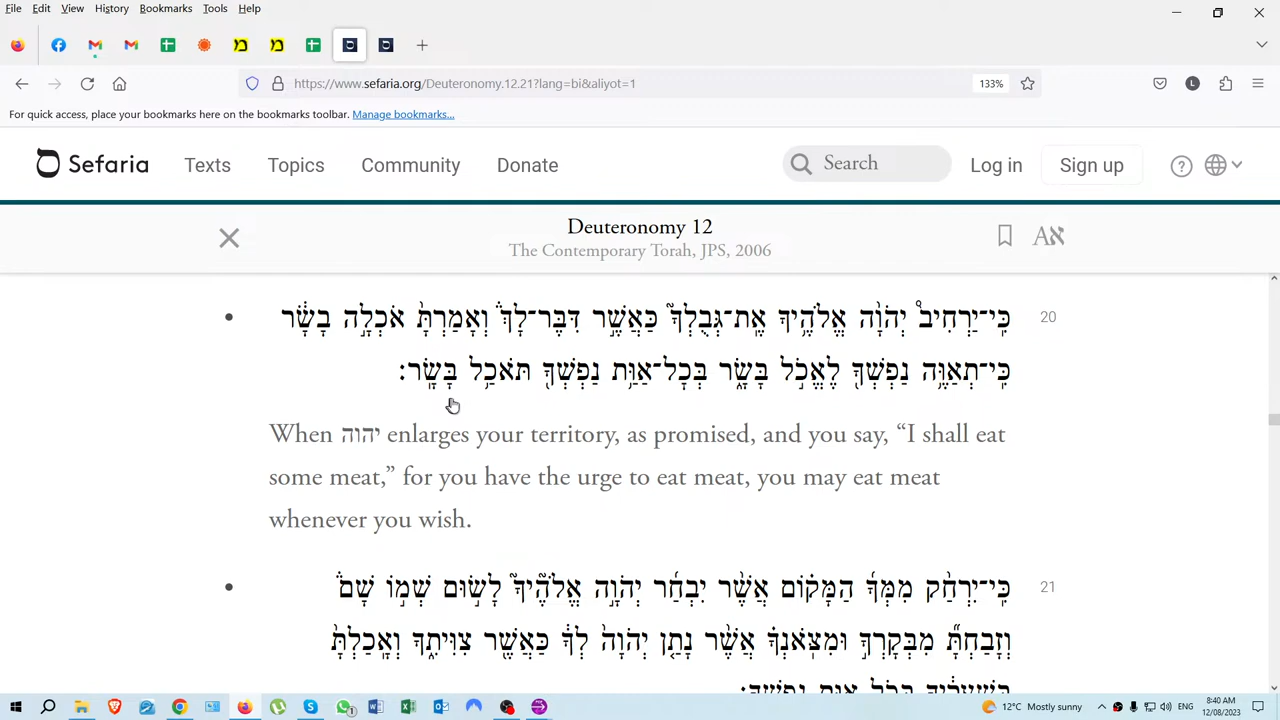 File Edit View History Bookmarks Tools Help
https://www.sefaria.org/Deuteronomy.12.21?lang=bi&aliyot=1
133%
For quick access, place your bookmarks here on the bookmarks toolbar. Manage bookmarks...
Sefaria Texts Topics Community Donate Search Log in Sign up
Deuteronomy 12
The Contemporary Torah, JPS, 2006
20 כִּֽי־יַרְחִיב֩ יְהֹוָ֨ה אֱלֹהֶ֥יךָ אֶֽת־גְּבֻלְךָ֮ כַּאֲשֶׁ֣ר דִּבֶּר־לָךְ֒ וְאָמַרְתָּ֙ אֹכְלָ֣ה בָשָׂ֔ר
כִּֽי־תְאַוֶּ֥ה נַפְשְׁךָ֖ לֶאֱכֹ֣ל בָּשָׂ֑ר בְּכׇל־אַוַּ֥ת נַפְשְׁךָ֖ תֹּאכַ֥ל בָּשָֽׂר׃
When יהוה enlarges your territory, as promised, and you say, “I shall eat
some meat,” for you have the urge to eat meat, you may eat meat
whenever you wish.
21 כִּֽי־יִרְחַ֨ק מִמְּךָ֜ הַמָּק֗וֹם אֲשֶׁ֨ר יִבְחַ֜ר יְהֹוָ֣ה אֱלֹהֶ֘יךָ֮ לָשׂ֣וּם שְׁמ֣וֹ שָׁם֒
וְזָבַחְתָּ֞ מִבְּקָרְךָ֣ וּמִצֹּֽאנְךָ֗ אֲשֶׁ֨ר נָתַ֤ן יְהֹוָה֙ לְךָ֔ כַּאֲשֶׁ֖ר צִוִּיתִ֑ךָ וְאָֽכַלְתָּ֙
12°C Mostly sunny
8:40 AM
12/08/2023